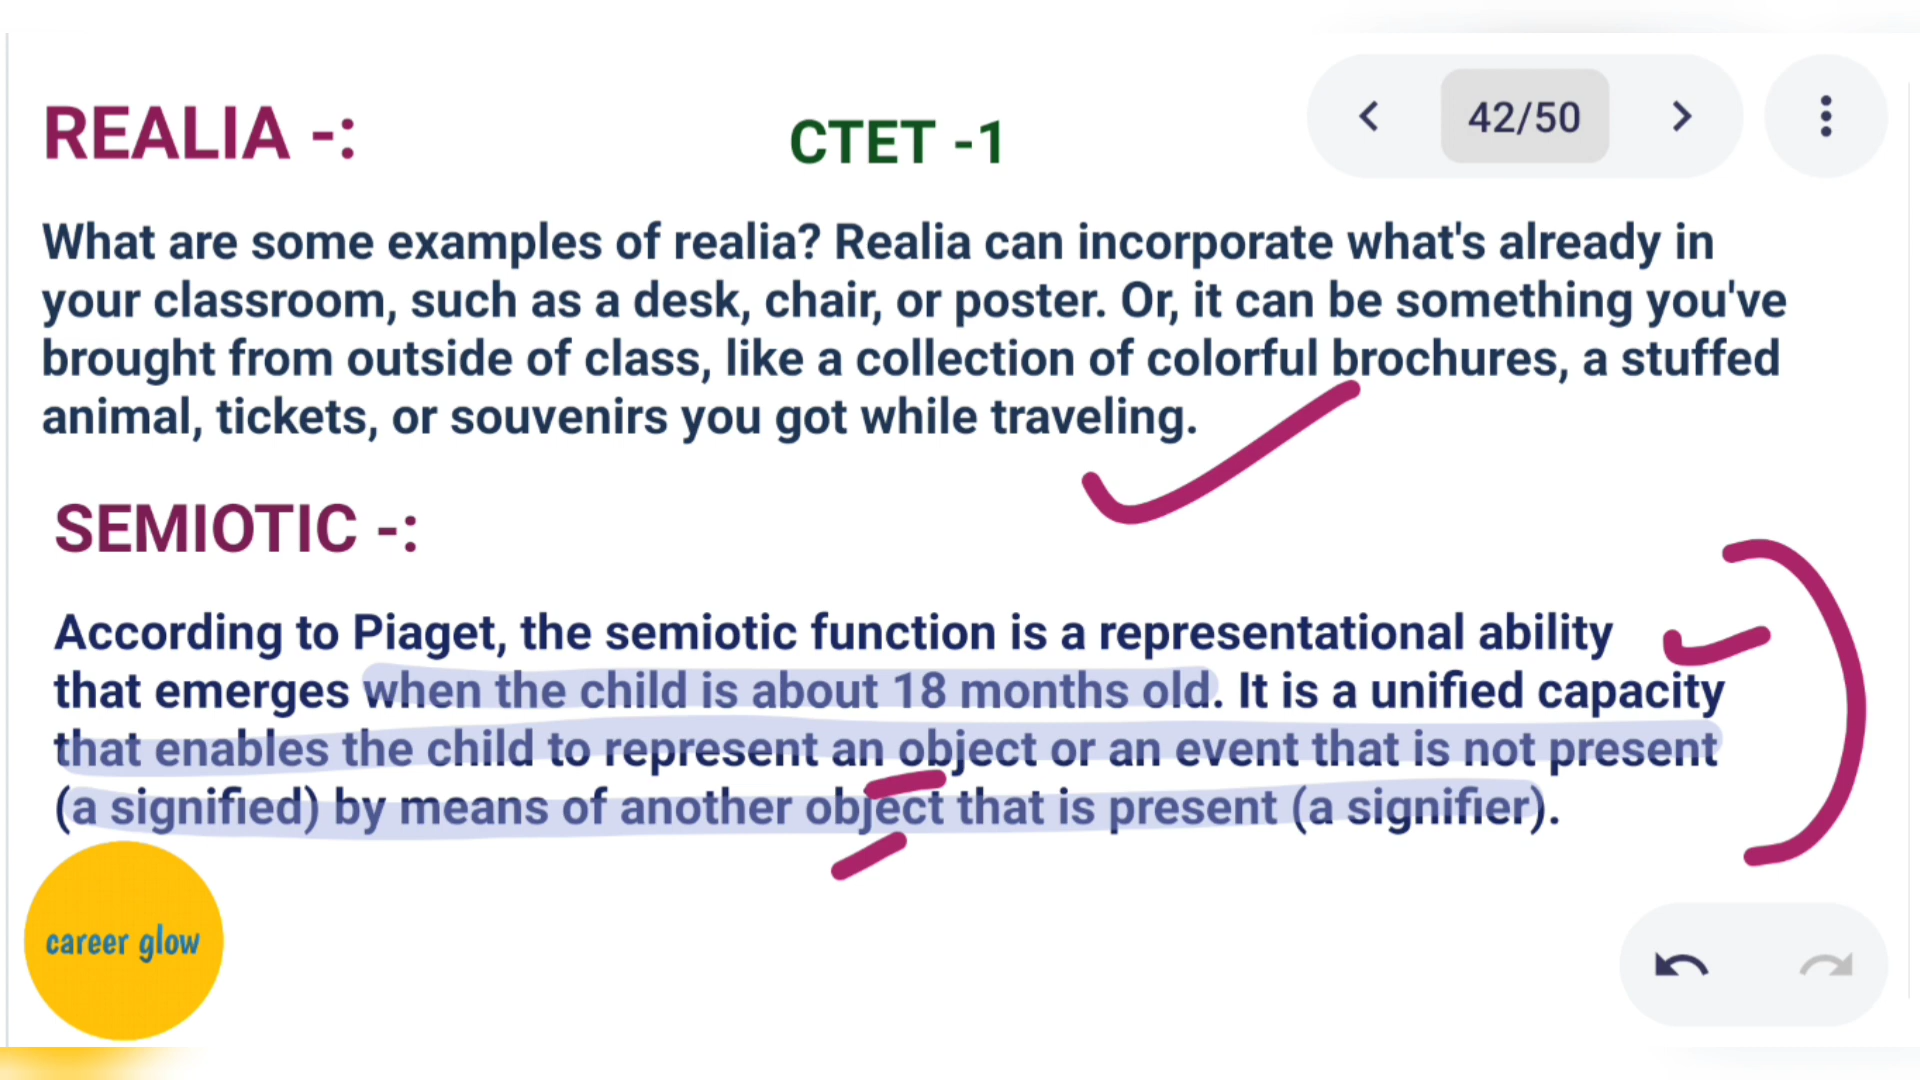 REALIA -:
CTET -1
42/50
What are some examples of realia? Realia can incorporate what's already in
your classroom, such as a desk, chair, or poster. Or, it can be something you've
brought from outside of class, like a collection of colorful brochures, a stuffed
animal, tickets, or souvenirs you got while traveling.
SEMIOTIC -:
According to Piaget, the semiotic function is a representational ability
that emerges when the child is about 18 months old. It is a unified capacity
that enables the child to represent an object or an event that is not present
(a signified) by means of another object that is present (a signifier).
career glow